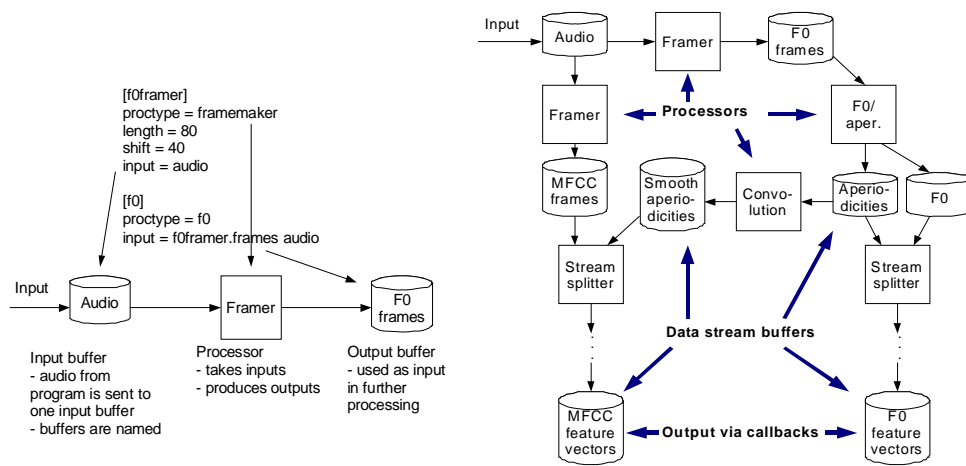 [f0framer]
proctype = framemaker
length = 80
shift = 40
input = audio
[f0]
proctype = f0
input = f0framer.frames audio
Input
Audio
Framer
F0
frames
Input buffer
- audio from
program is sent to
one input buffer
- buffers are named
Processor
- takes inputs
- produces outputs
Output buffer
- used as input
in further
processing
Input
Audio
Framer
F0
frames
Framer
Processors
F0/
aper.
MFCC
frames
Smooth
aperio-
dicities
Convo-
lution
Aperio-
dicities
F0
Stream
splitter
Stream
splitter
Data stream buffers
MFCC
feature
vectors
Output via callbacks
F0
feature
vectors